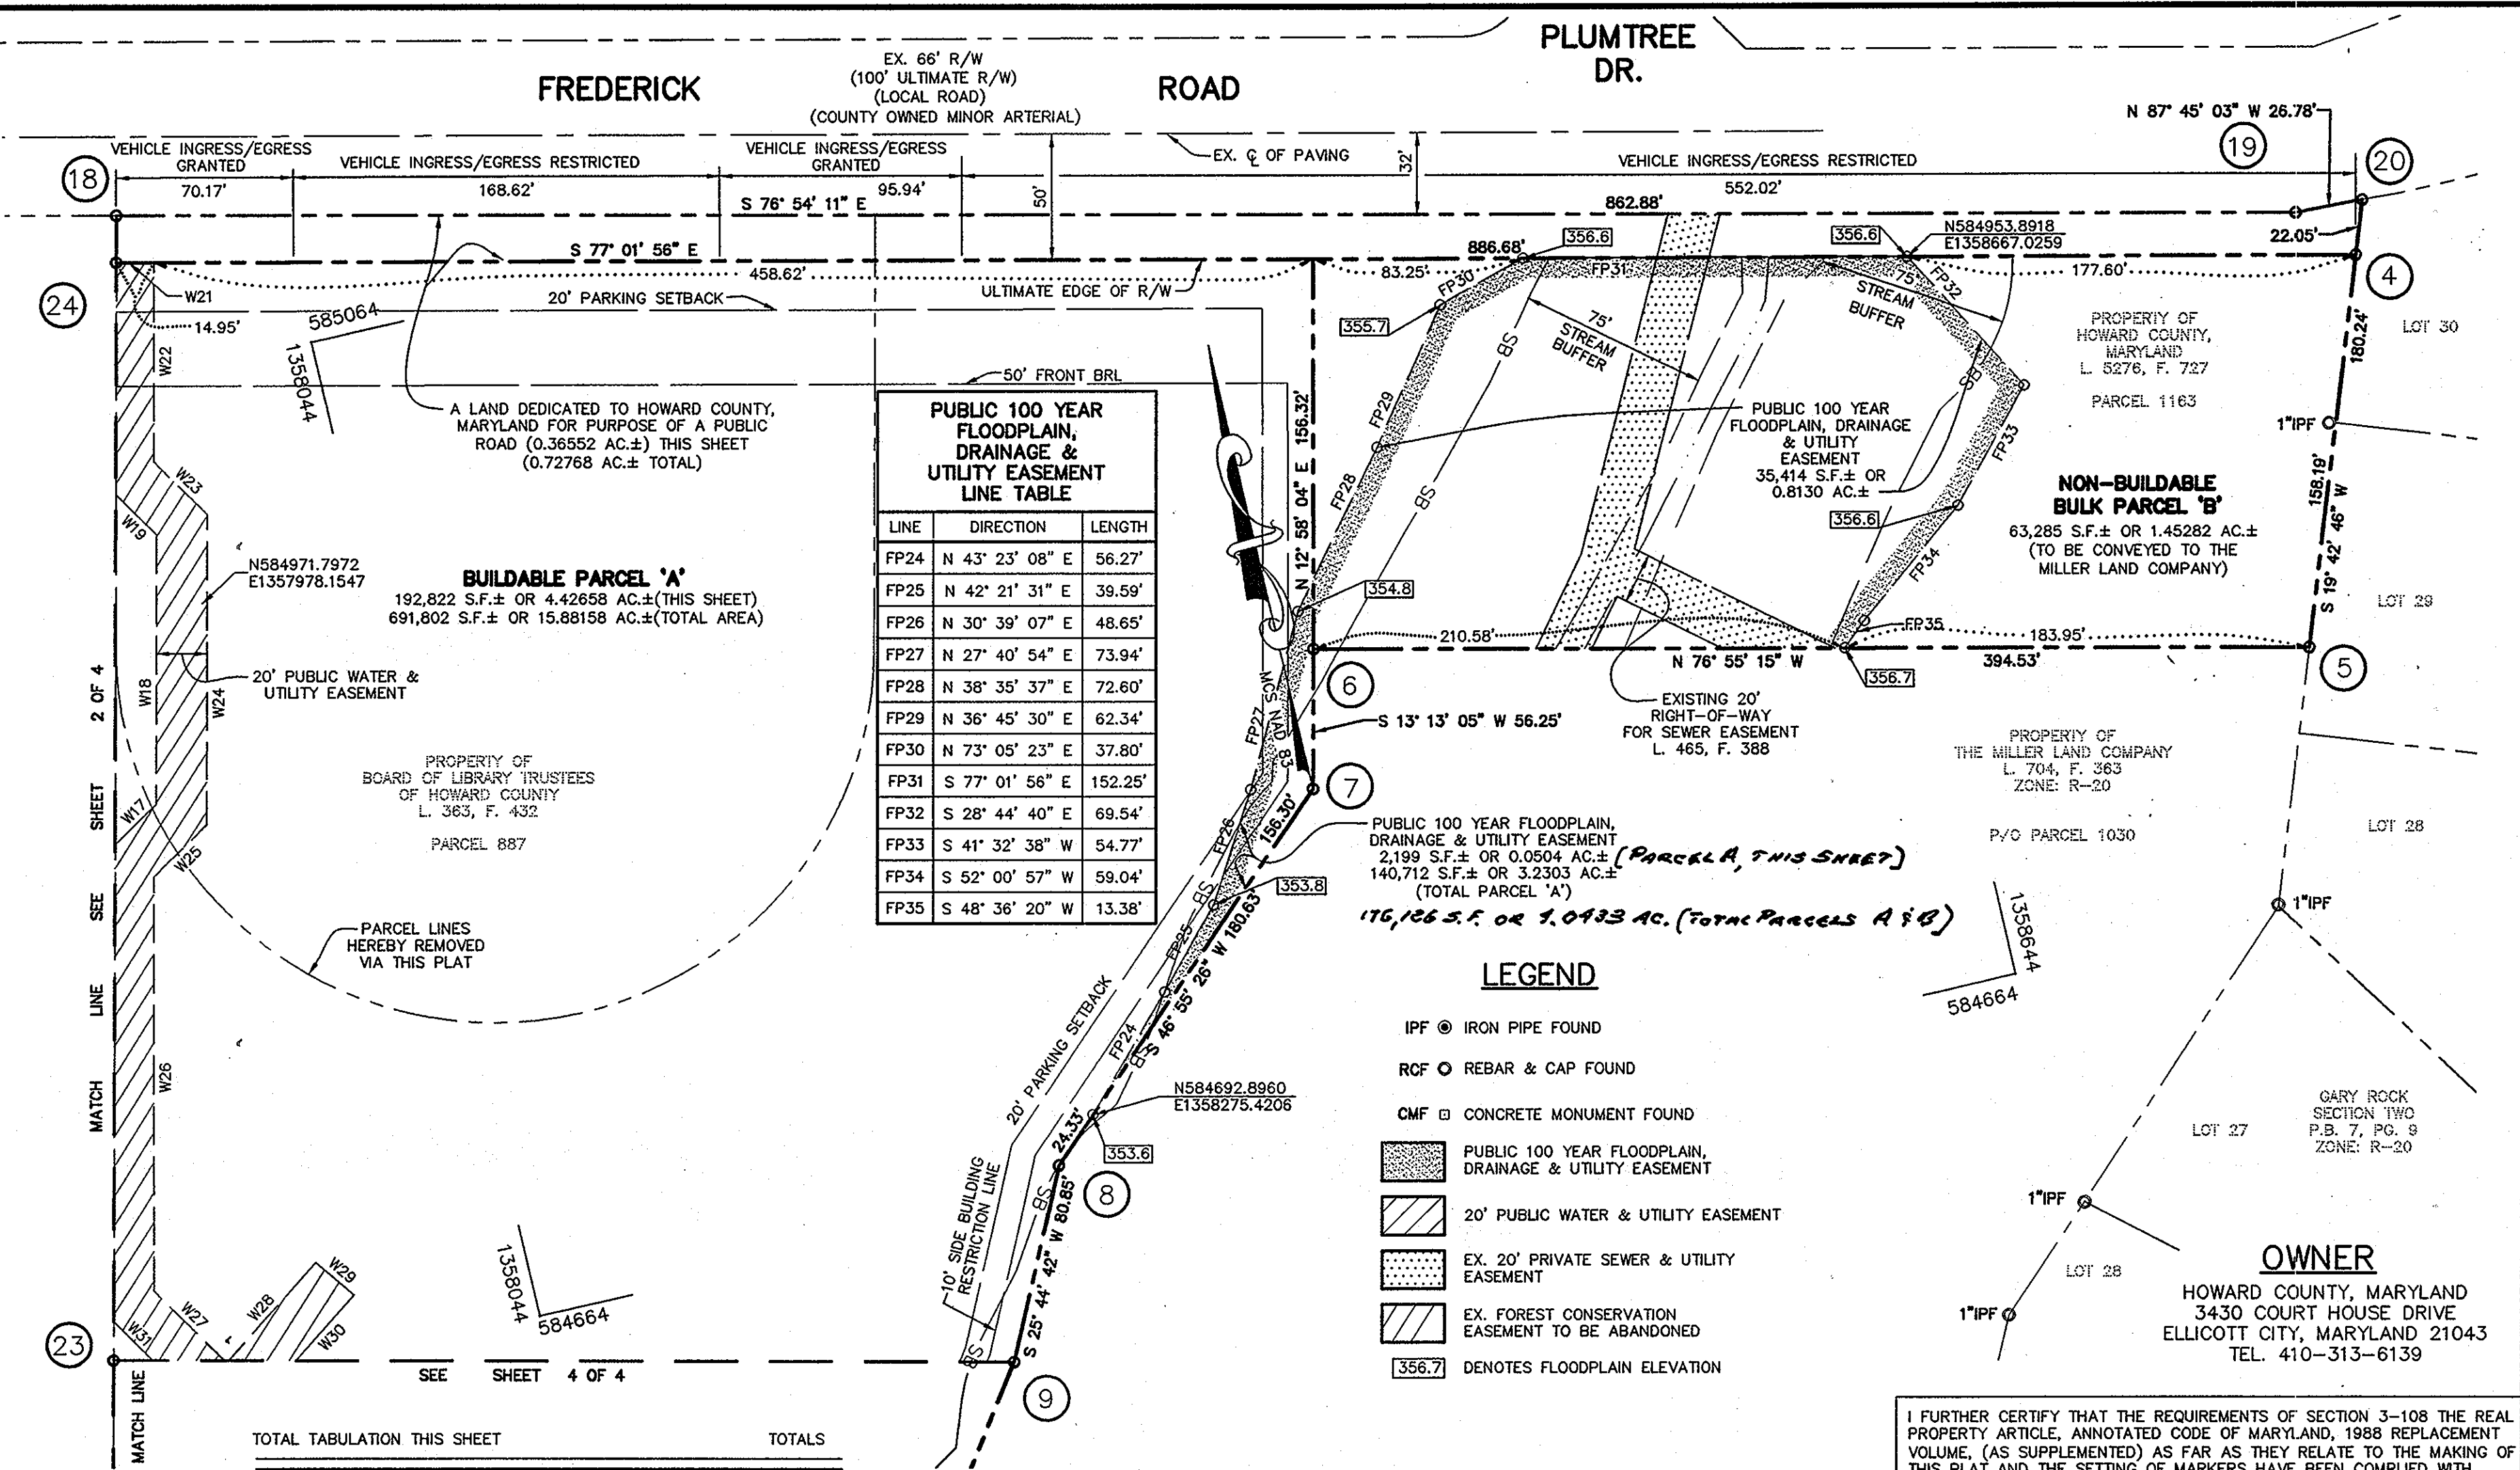 PLUMTREE
DR.
FREDERICK
ROAD
EX. 66' R/W
(100' ULTIMATE R/W)
(LOCAL ROAD)
(COUNTY OWNED MINOR ARTERIAL)
N 87° 45' 03" W 26.78'
19
20
18
VEHICLE INGRESS/EGRESS
GRANTED
70.17'
VEHICLE INGRESS/EGRESS RESTRICTED
168.62'
VEHICLE INGRESS/EGRESS
GRANTED
95.94'
50'
EX. ℄ OF PAVING
32'
VEHICLE INGRESS/EGRESS RESTRICTED
552.02'
S 76° 54' 11" E
862.88'
22.05'
S 77° 01' 56" E
886.68'
356.6
356.6
N584953.8918
E1358667.0259
458.62'
83.25'
FP30
FP31
FP32
177.60'
4
24
W21
14.95'
20' PARKING SETBACK
ULTIMATE EDGE OF R/W
585064
1358044
W22
355.7
75'
STREAM
BUFFER
75'
STREAM
BUFFER
SB
SB
SB
PROPERTY OF
HOWARD COUNTY,
MARYLAND
L. 5276, F. 727
PARCEL 1163
180.24'
LOT 30
1"IPF
50' FRONT BRL
A LAND DEDICATED TO HOWARD COUNTY,
MARYLAND FOR PURPOSE OF A PUBLIC
ROAD (0.36552 AC.±) THIS SHEET
(0.72768 AC.± TOTAL)
PUBLIC 100 YEAR
FLOODPLAIN,
DRAINAGE &
UTILITY EASEMENT
LINE TABLE
LINE DIRECTION LENGTH
FP24 N 43° 23' 08" E 56.27'
FP25 N 42° 21' 31" E 39.59'
FP26 N 30° 39' 07" E 48.65'
FP27 N 27° 40' 54" E 73.94'
FP28 N 38° 35' 37" E 72.60'
FP29 N 36° 45' 30" E 62.34'
FP30 N 73° 05' 23" E 37.80'
FP31 S 77° 01' 56" E 152.25'
FP32 S 28° 44' 40" E 69.54'
FP33 S 41° 32' 38" W 54.77'
FP34 S 52° 00' 57" W 59.04'
FP35 S 48° 36' 20" W 13.38'
N 12° 58' 04" E 156.32'
FP29
FP28
PUBLIC 100 YEAR
FLOODPLAIN, DRAINAGE
& UTILITY
EASEMENT
35,414 S.F.± OR
0.8130 AC.±
FP33
356.6
FP34
NON-BUILDABLE
BULK PARCEL 'B'
63,285 S.F.± OR 1.45282 AC.±
(TO BE CONVEYED TO THE
MILLER LAND COMPANY)
158.19'
S 19° 42' 46" W
LOT 29
W23
W19
N584971.7972
E1357978.1547
BUILDABLE PARCEL 'A'
192,822 S.F.± OR 4.42658 AC.±(THIS SHEET)
691,802 S.F.± OR 15.88158 AC.±(TOTAL AREA)
W18
W24
20' PUBLIC WATER &
UTILITY EASEMENT
354.8
210.58'
FP35
183.95'
N 76° 55' 15" W
394.53'
5
6
356.7
EXISTING 20'
RIGHT-OF-WAY
FOR SEWER EASEMENT
L. 465, F. 388
S 13° 13' 05" W 56.25'
MCS NAD 83
FP27
7
PROPERTY OF
THE MILLER LAND COMPANY
L. 704, F. 363
ZONE: R-20
P/O PARCEL 1030
LOT 28
PROPERTY OF
BOARD OF LIBRARY TRUSTEES
OF HOWARD COUNTY
L. 363, F. 432
PARCEL 887
W17
W25
MATCH LINE SEE SHEET 2 OF 4
PARCEL LINES
HEREBY REMOVED
VIA THIS PLAT
W26
156.30'
FP26
PUBLIC 100 YEAR FLOODPLAIN,
DRAINAGE & UTILITY EASEMENT
2,199 S.F.± OR 0.0504 AC.± (PARCEL A, THIS SHEET)
140,712 S.F.± OR 3.2303 AC.±
(TOTAL PARCEL 'A')
S.F. OR AC. (TOTAL PARCELS A & B)
353.8
SB
FP25
S 46° 55' 26" W 180.63'
20' PARKING SETBACK
FP24
SB
1"IPF
1358644
584664
N584692.8960
E1358275.4206
24.33'
353.6
8
SB
S 25° 44' 42" W 80.85'
10' SIDE BUILDING
RESTRICTION LINE
SB
9
LEGEND
IPF IRON PIPE FOUND
RCF REBAR & CAP FOUND
CMF CONCRETE MONUMENT FOUND
PUBLIC 100 YEAR FLOODPLAIN,
DRAINAGE & UTILITY EASEMENT
20' PUBLIC WATER & UTILITY EASEMENT
EX. 20' PRIVATE SEWER & UTILITY
EASEMENT
EX. FOREST CONSERVATION
EASEMENT TO BE ABANDONED
356.7 DENOTES FLOODPLAIN ELEVATION
GARY ROCK
SECTION TWO
P.B. 7, PG. 9
ZONE: R-20
LOT 27
1"IPF
LOT 28
1"IPF
OWNER
HOWARD COUNTY, MARYLAND
3430 COURT HOUSE DRIVE
ELLICOTT CITY, MARYLAND 21043
TEL. 410-313-6139
1358044
584664
W31
W27
W28
W29
W30
23
SEE SHEET 4 OF 4
MATCH LINE
TOTAL TABULATION THIS SHEET TOTALS
I FURTHER CERTIFY THAT THE REQUIREMENTS OF SECTION 3-108 THE REAL
PROPERTY ARTICLE, ANNOTATED CODE OF MARYLAND, 1988 REPLACEMENT
VOLUME, (AS SUPPLEMENTED) AS FAR AS THEY RELATE TO THE MAKING OF
THIS PLAT AND THE SETTING OF MARKERS HAVE BEEN COMPLIED WITH